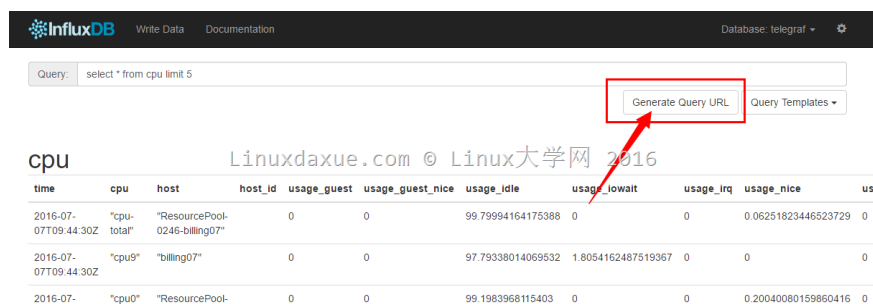 InfluxDB Write Data Documentation Database: telegraf
Query: select * from cpu limit 5
Generate Query URL Query Templates
Linuxdaxue.com © Linux大学网 2016
cpu
time cpu host host_id usage_guest usage_guest_nice usage_idle usage_iowait usage_irq usage_nice us
2016-07- "cpu- "ResourcePool- 0 0 99.79994164175388 0 0 0.06251823446523729 0
07T09:44:30Z total" 0246-billing07"
2016-07- "cpu9" "billing07" 0 0 97.79338014069532 1.8054162487519367 0 0 0
07T09:44:30Z
2016-07- "cpu0" "ResourcePool- 0 0 99.1983968115403 0 0 0.20040080159860416 0